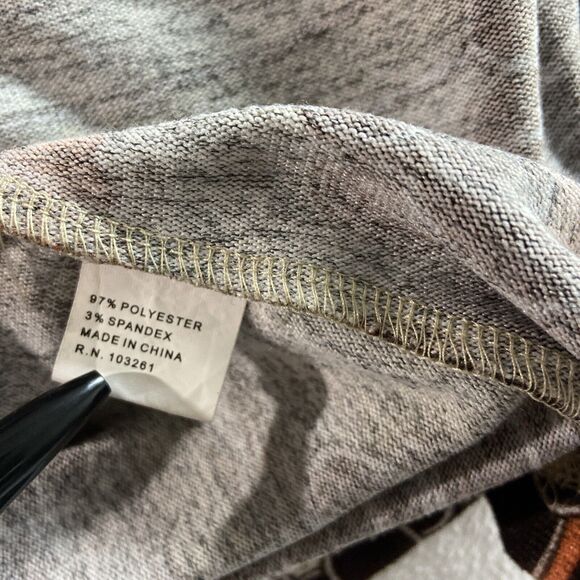 97% POLYESTER
3% SPANDEX
MADE IN CHINA
R.N. 103261